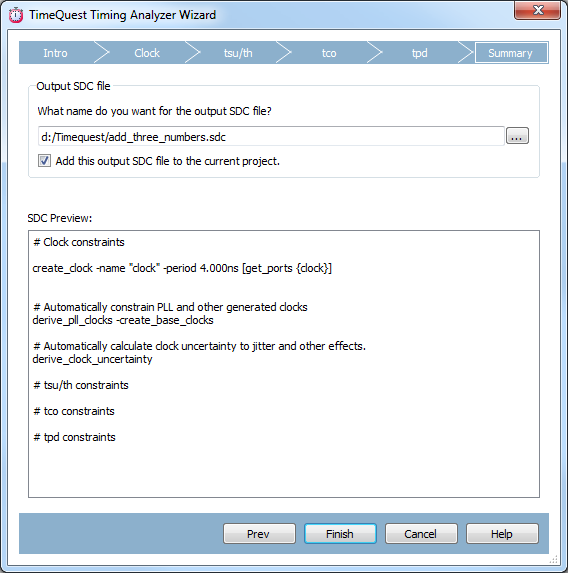 TimeQuest Timing Analyzer Wizard
Intro
Clock
tsu/th
tco
tpd
Summary
Output SDC file
What name do you want for the output SDC file?
d:/Timequest/add_three_numbers.sdc
...
Add this output SDC file to the current project.
SDC Preview:
# Clock constraints
create_clock -name "clock" -period 4.000ns [get_ports {clock}]
# Automatically constrain PLL and other generated clocks
derive_pll_clocks -create_base_clocks
# Automatically calculate clock uncertainty to jitter and other effects.
derive_clock_uncertainty
# tsu/th constraints
# tco constraints
# tpd constraints
Prev
Finish
Cancel
Help